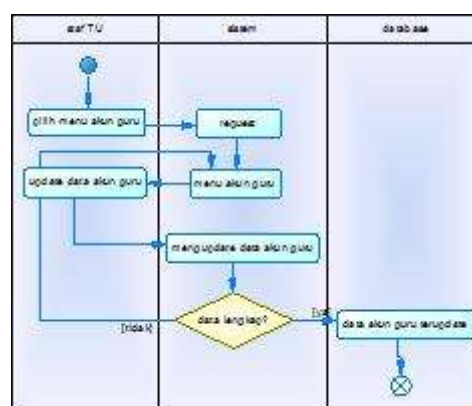 staf TU
sistem
database
pilih menu akun guru
request
update data akun guru
menu akun guru
mengupdate data akun guru
data lengkap?
[tidak]
[ya]
data akun guru terupdate